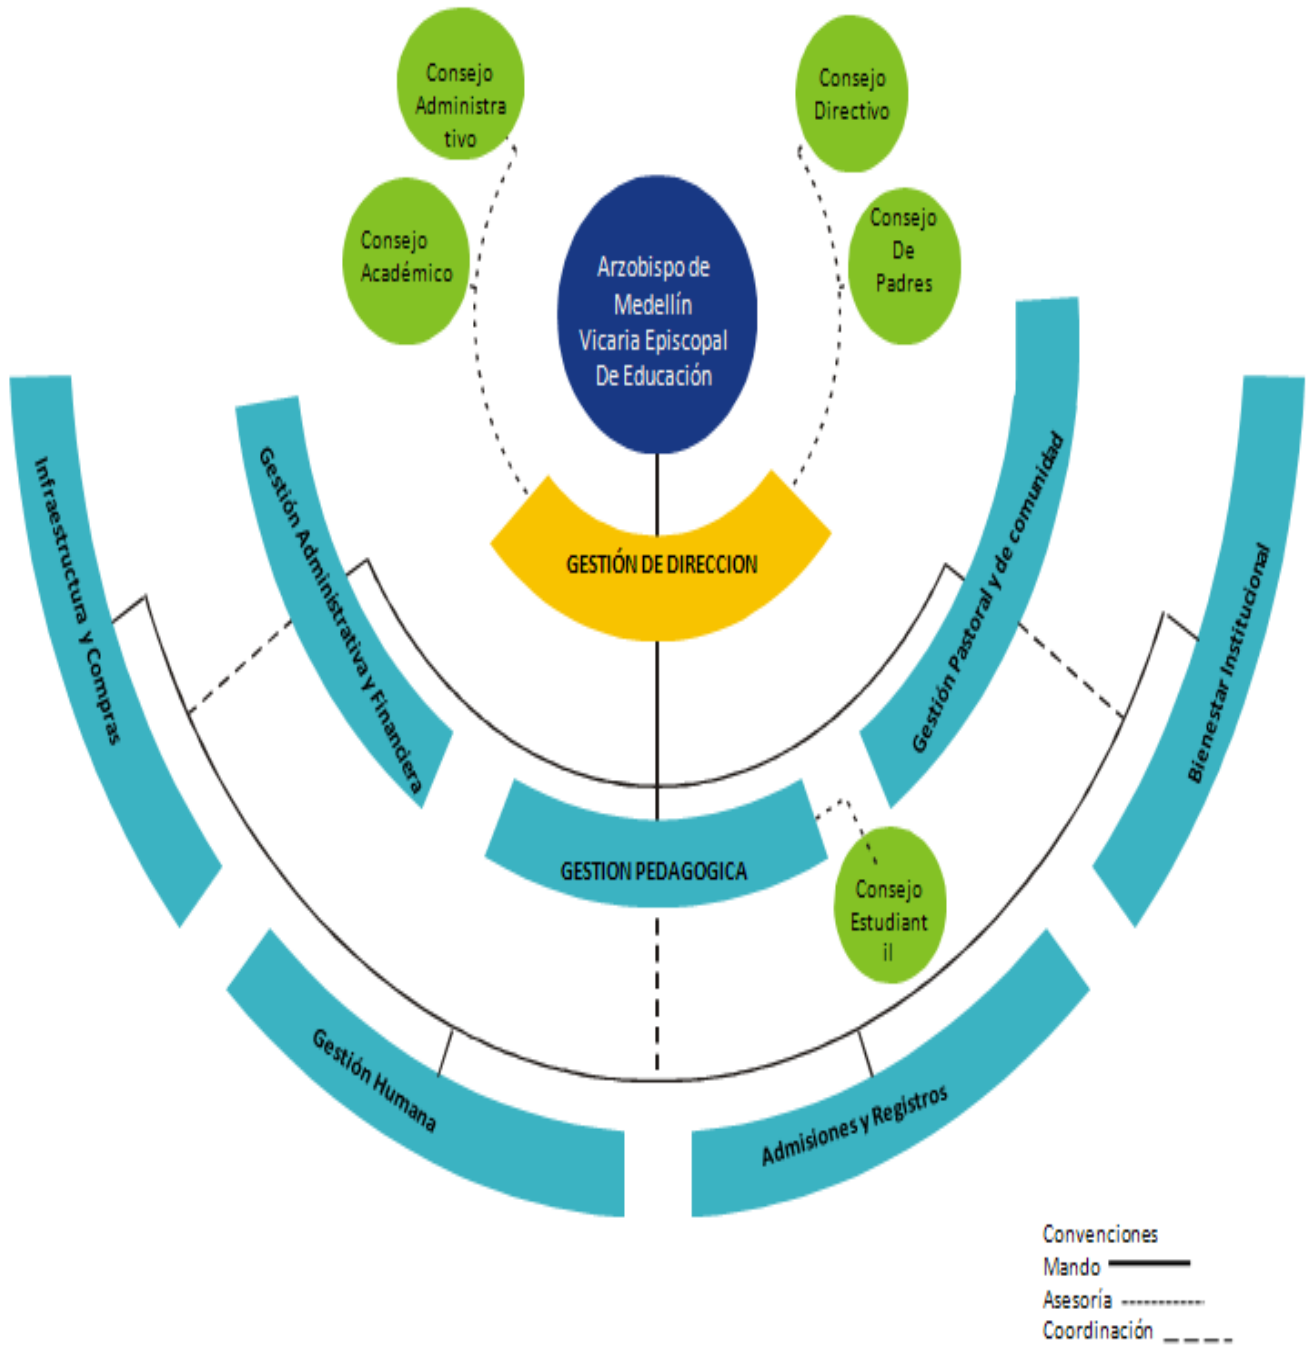 Consejo
Administra
tivo
Consejo
Directivo
Consejo
Académico
Consejo
De
Padres
Arzobispo de
Medellín
Vicaria Episcopal
De Educación
GESTIÓN DE DIRECCION
Infraestructura y Compras
Gestión Administrativa y Financiera
Gestión Pastoral y de comunidad
Bienestar Institucional
GESTION PEDAGOGICA
Consejo
Estudiant
il
Gestión Humana
Admisiones y Registros
Convenciones
Mando
Asesoría
Coordinación